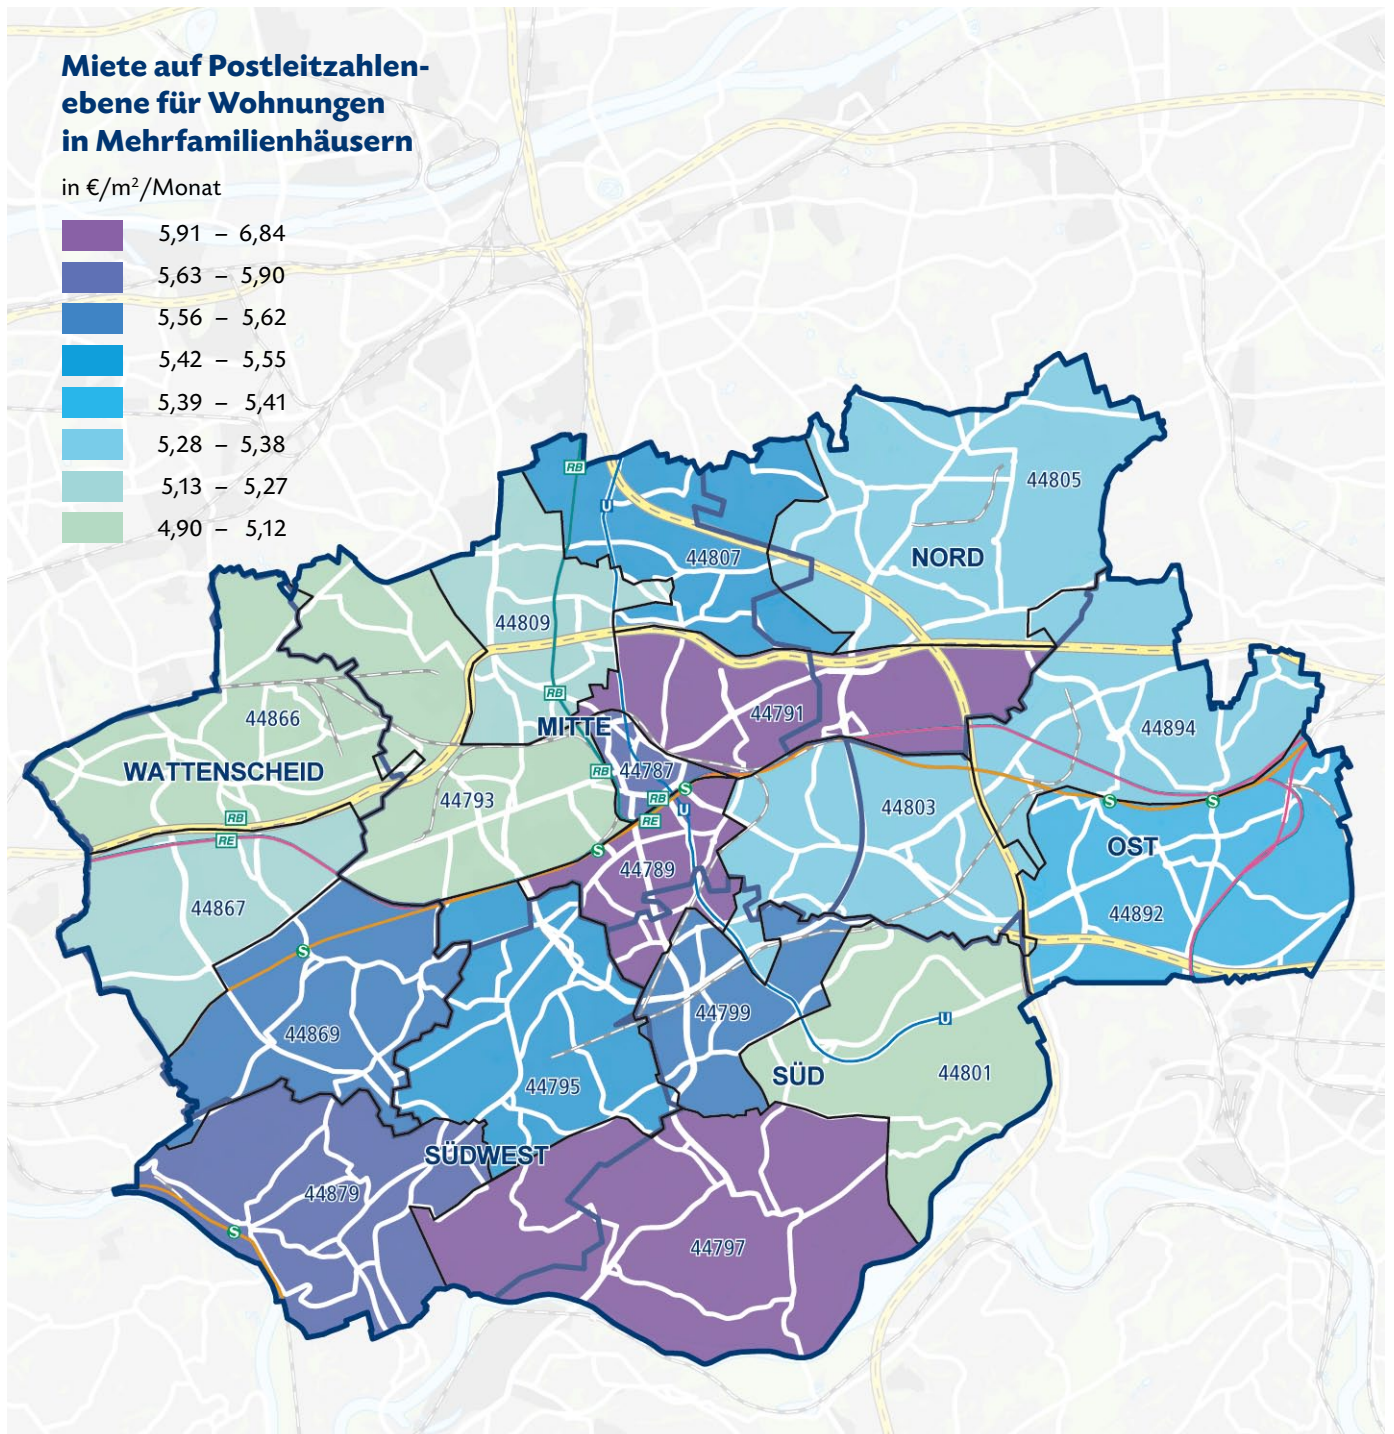 Miete auf Postleitzahlen-
ebene für Wohnungen
in Mehrfamilienhäusern
in €/m²/Monat
5,91 – 6,84
5,63 – 5,90
5,56 – 5,62
5,42 – 5,55
5,39 – 5,41
5,28 – 5,38
5,13 – 5,27
4,90 – 5,12
RB
44805
U
44807
NORD
44809
RB
44791
44866
MITTE
44894
WATTENSCHEID
RB
44787
44793
S
RB
S
S
44803
U
RB
RE
RE
OST
S
44789
44867
44892
S
44799
U
44869
SÜD
44801
44795
SÜDWEST
44879
S
44797